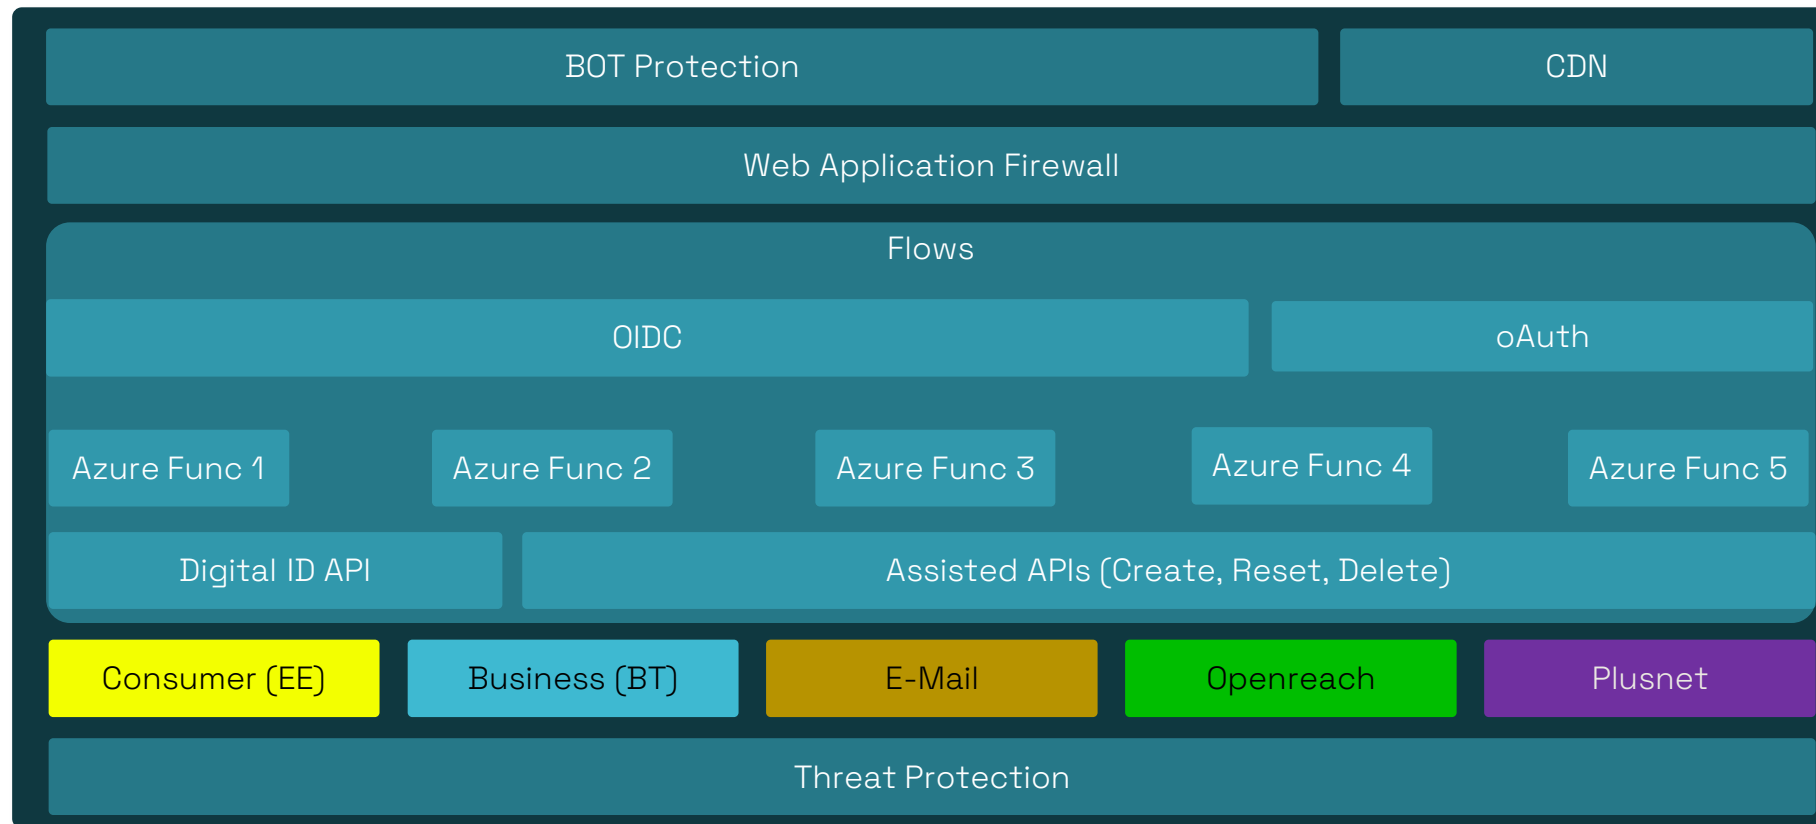 BOT Protection
CDN
Web Application Firewall
Flows
OIDC
oAuth
Azure Func 1
Azure Func 2
Azure Func 3
Azure Func 4
Azure Func 5
Digital ID API
Assisted APIs (Create, Reset, Delete)
Consumer (EE)
Business (BT)
E-Mail
Openreach
Plusnet
Threat Protection